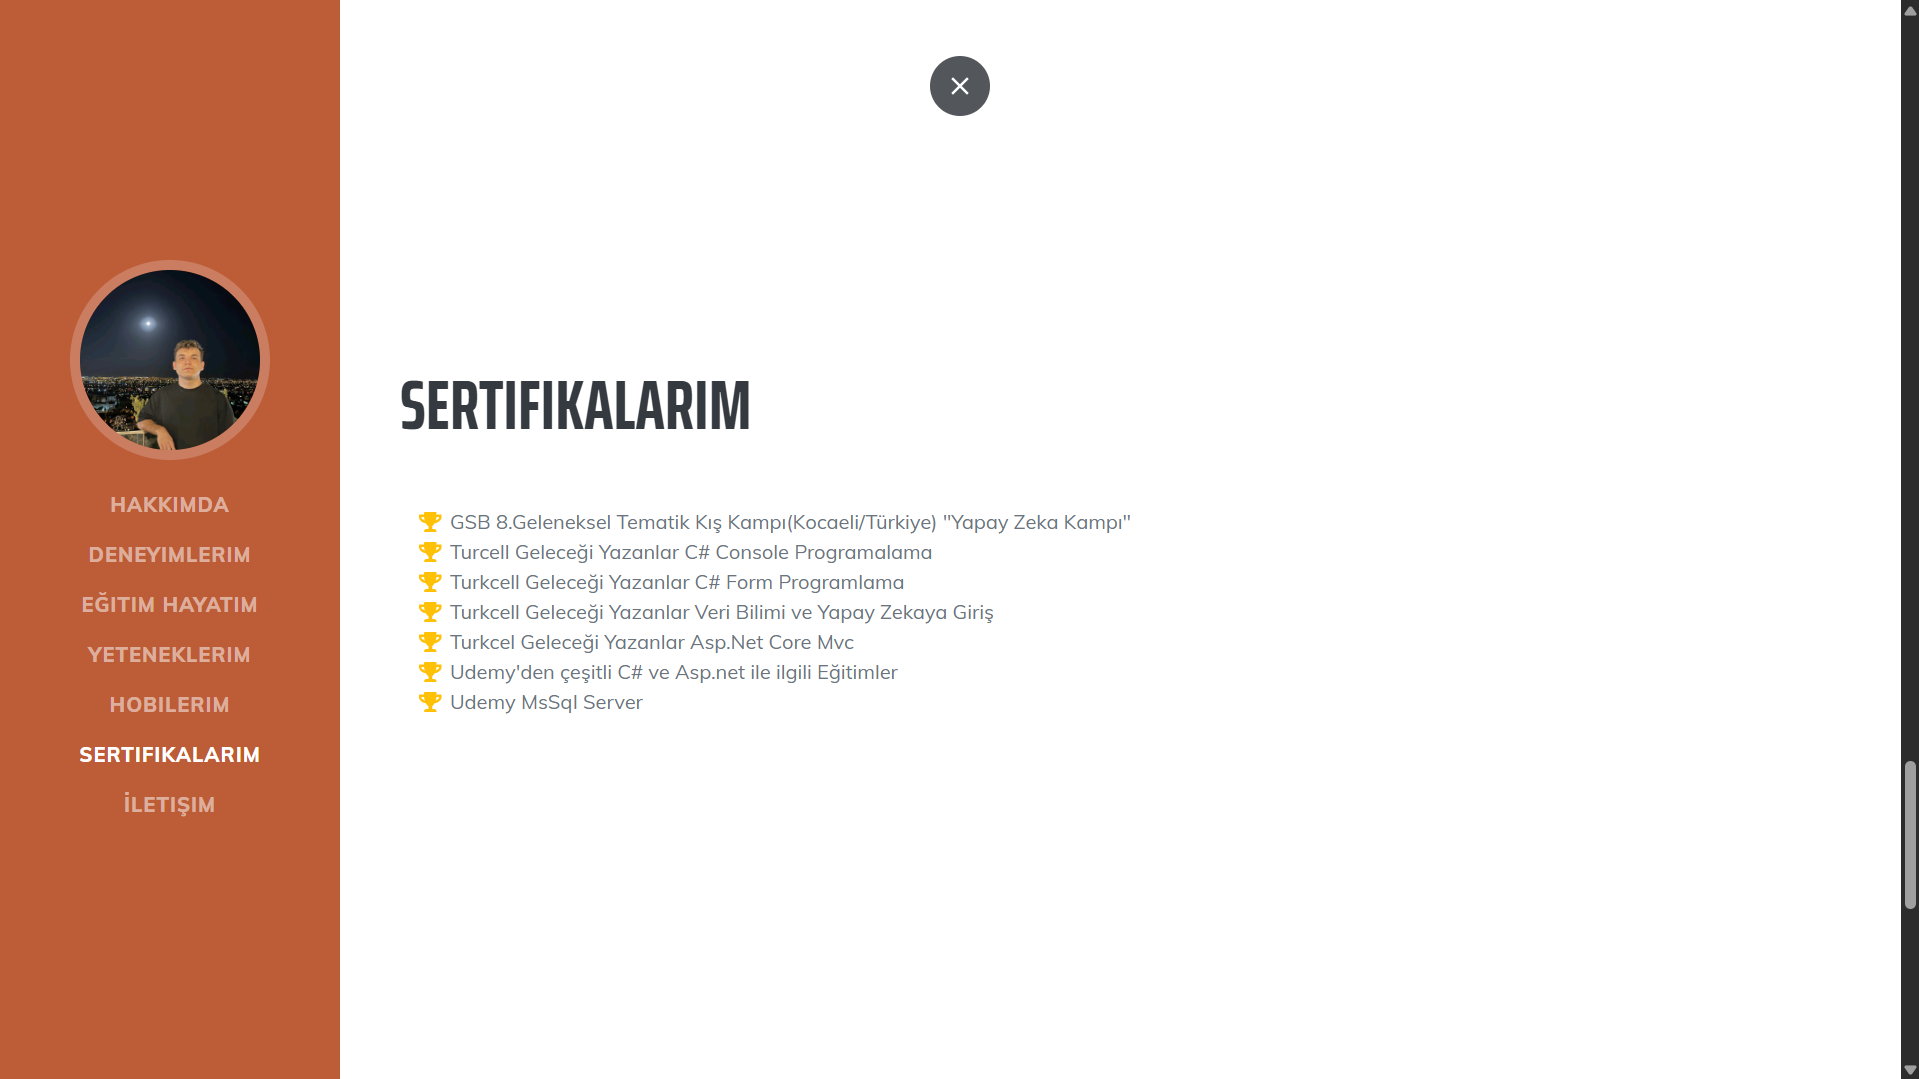 HAKKIMDA
DENEYIMLERIM
EĞITIM HAYATIM
YETENEKLERIM
HOBILERIM
SERTIFIKALARIM
İLETIŞIM
SERTIFIKALARIM
GSB 8.Geleneksel Tematik Kış Kampı(Kocaeli/Türkiye) "Yapay Zeka Kampı"
Turcell Geleceği Yazanlar C# Console Programalama
Turkcell Geleceği Yazanlar C# Form Programlama
Turkcell Geleceği Yazanlar Veri Bilimi ve Yapay Zekaya Giriş
Turkcel Geleceği Yazanlar Asp.Net Core Mvc
Udemy'den çeşitli C# ve Asp.net ile ilgili Eğitimler
Udemy MsSql Server